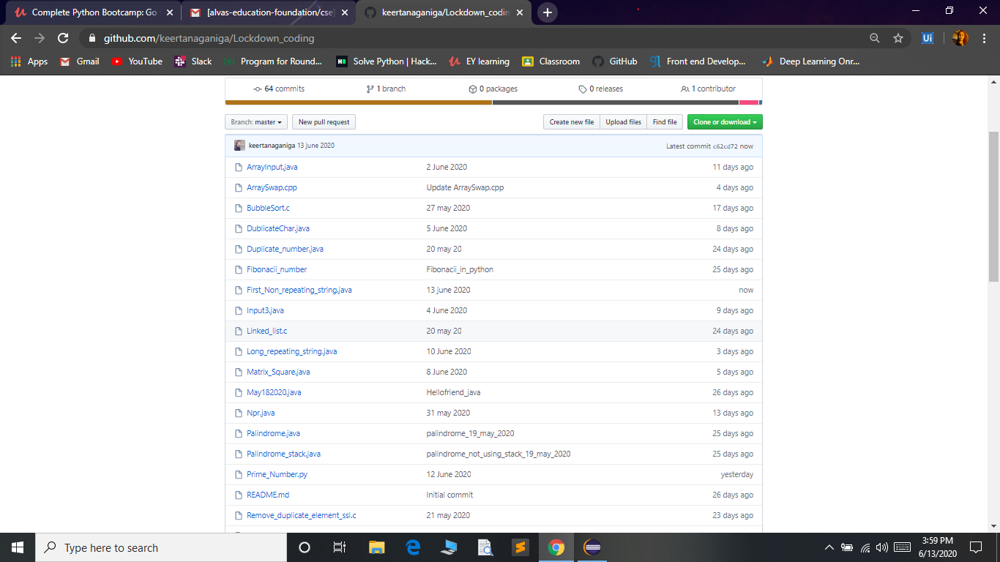 Complete Python Bootcamp: Go
[alvas-education-foundation/cse]
keertanaganiga/Lockdown_coding
github.com/keertanaganiga/Lockdown_coding
Apps Gmail YouTube Slack Program for Round... Solve Python | Hack... EY learning Classroom GitHub Front end Develop... Deep Learning Onr...
64 commits 1 branch 0 packages 0 releases 1 contributor
Branch: master New pull request Create new file Upload files Find file Clone or download
keertanaganiga 13 june 2020 Latest commit c62cd72 now
ArrayInput.java 2 June 2020 11 days ago
ArraySwap.cpp Update ArraySwap.cpp 4 days ago
BubbleSort.c 27 may 2020 17 days ago
DublicateChar.java 5 June 2020 8 days ago
Duplicate_number.java 20 may 20 24 days ago
Fibonacii_number Fibonacii_in_python 25 days ago
First_Non_repeating_string.java 13 june 2020 now
Input3.java 4 June 2020 9 days ago
Linked_list.c 20 may 20 24 days ago
Long_repeating_string.java 10 June 2020 3 days ago
Matrix_Square.java 8 June 2020 5 days ago
May182020.java Hellofriend_java 26 days ago
Npr.java 31 may 2020 13 days ago
Palindrome.java palindrome_19_may_2020 25 days ago
Palindrome_stack.java palindrome_not_using_stack_19_may_2020 25 days ago
Prime_Number.py 12 June 2020 yesterday
README.md Initial commit 26 days ago
Remove_duplicate_element_ssl.c 21 may 2020 23 days ago
Type here to search
3:59 PM
6/13/2020